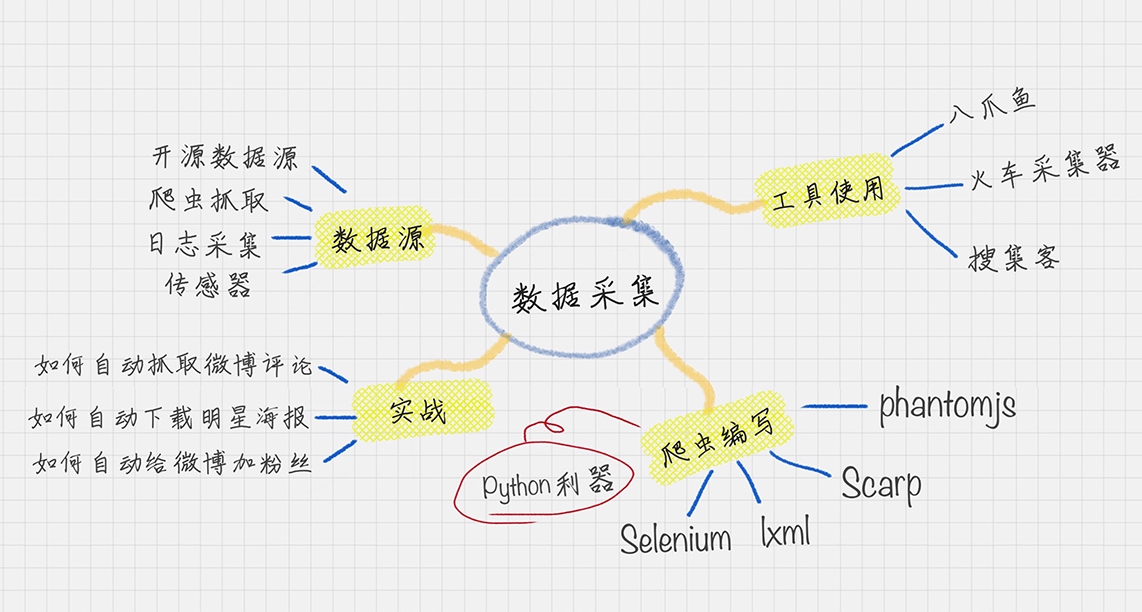 数据采集
数据源
开源数据源
爬虫抓取
日志采集
传感器
工具使用
八爪鱼
火车采集器
搜集客
实战
如何自动抓取微博评论
如何自动下载明星海报
如何自动给微博加粉丝
爬虫编写
phantomjs
Scarp
lxml
Selenium
Python利器